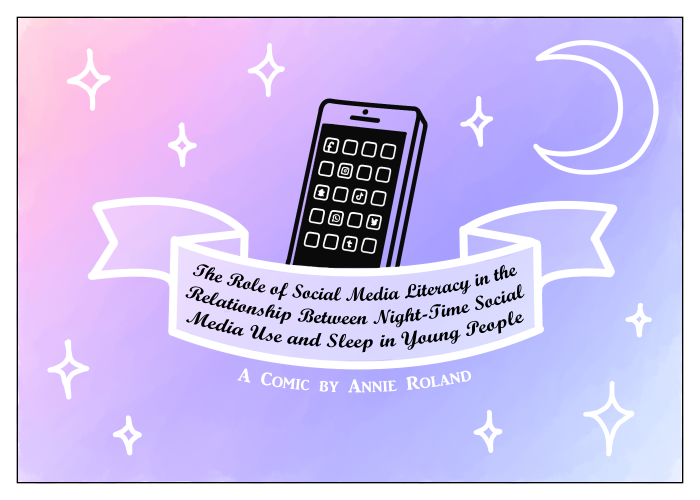 The Role of Social Media Literacy in the
Relationship Between Night-Time Social
Media Use and Sleep in Young People
A Comic by Annie Roland